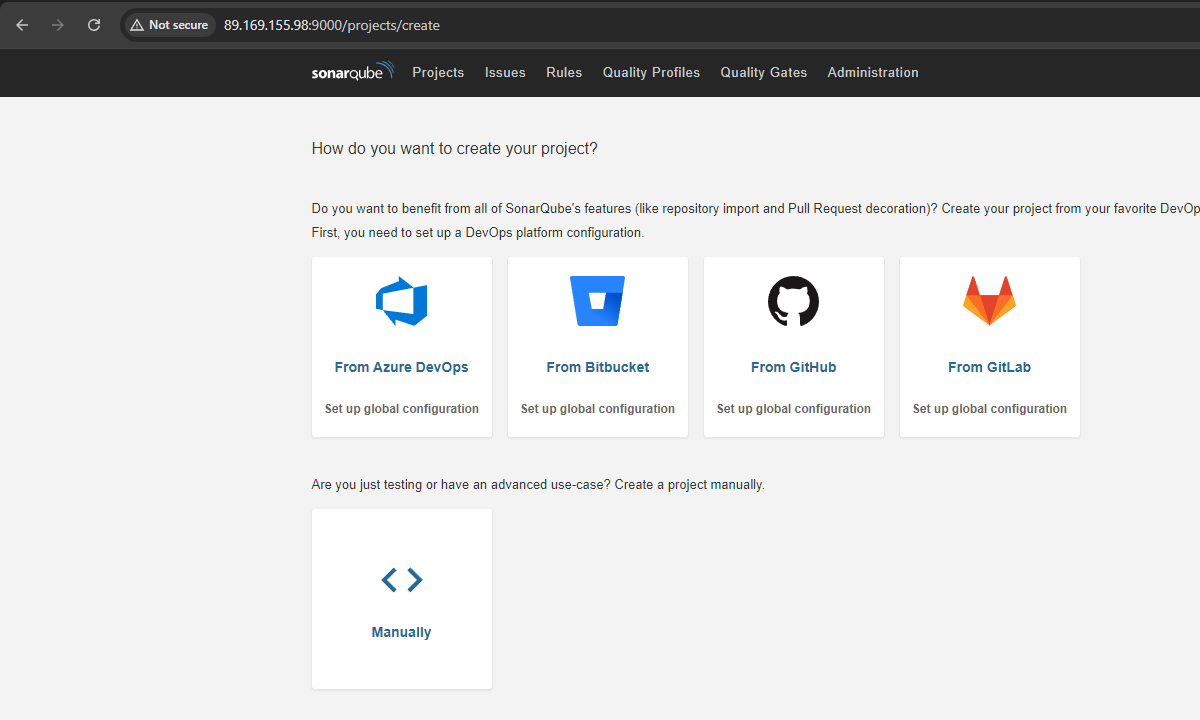 Not secure 89.169.155.98:9000/projects/create
sonarqube Projects Issues Rules Quality Profiles Quality Gates Administration
How do you want to create your project?
Do you want to benefit from all of SonarQube's features (like repository import and Pull Request decoration)? Create your project from your favorite DevOp
First, you need to set up a DevOps platform configuration.
From Azure DevOps From Bitbucket From GitHub From GitLab
Set up global configuration Set up global configuration Set up global configuration Set up global configuration
Are you just testing or have an advanced use-case? Create a project manually.
Manually